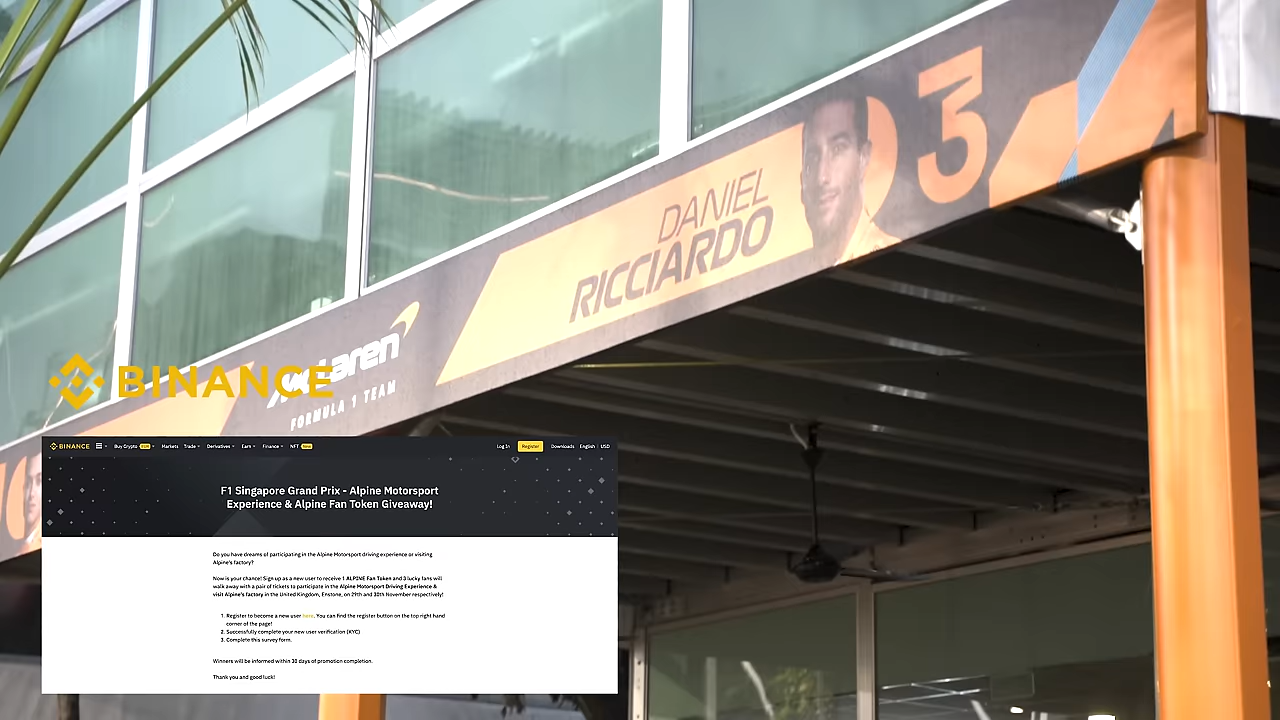 DANIEL
RICCIARDO
3
McLaren
FORMULA 1 TEAM
BINANCE
BINANCE Buy Crypto EUR Markets Trade Derivatives Earn Finance NFT New Log In Register Downloads English USD
F1 Singapore Grand Prix - Alpine Motorsport
Experience & Alpine Fan Token Giveaway!
Do you have dreams of participating in the Alpine Motorsport driving experience or visiting
Alpine's factory?
Now is your chance! Sign up as a new user to receive 1 ALPINE Fan Token and 3 lucky fans will
walk away with a pair of tickets to participate in the Alpine Motorsport Driving Experience &
visit Alpine's factory in the United Kingdom, Enstone, on 29th and 30th November respectively!
1. Register to become a new user here. You can find the register button on the top right hand
corner of the page!
2. Successfully complete your new user verification (KYC)
3. Complete this survey form.
Winners will be informed within 30 days of promotion completion.
Thank you and good luck!